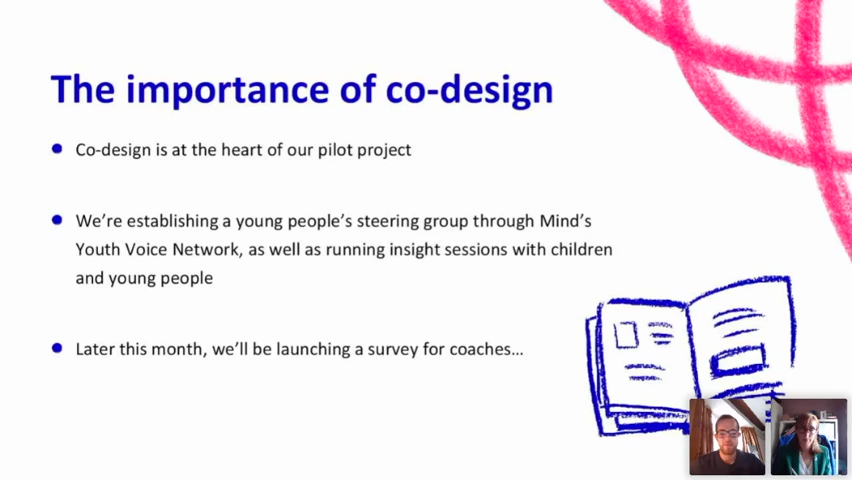 The importance of co-design
Co-design is at the heart of our pilot project
We’re establishing a young people’s steering group through Mind’s
Youth Voice Network, as well as running insight sessions with children
and young people
Later this month, we’ll be launching a survey for coaches…